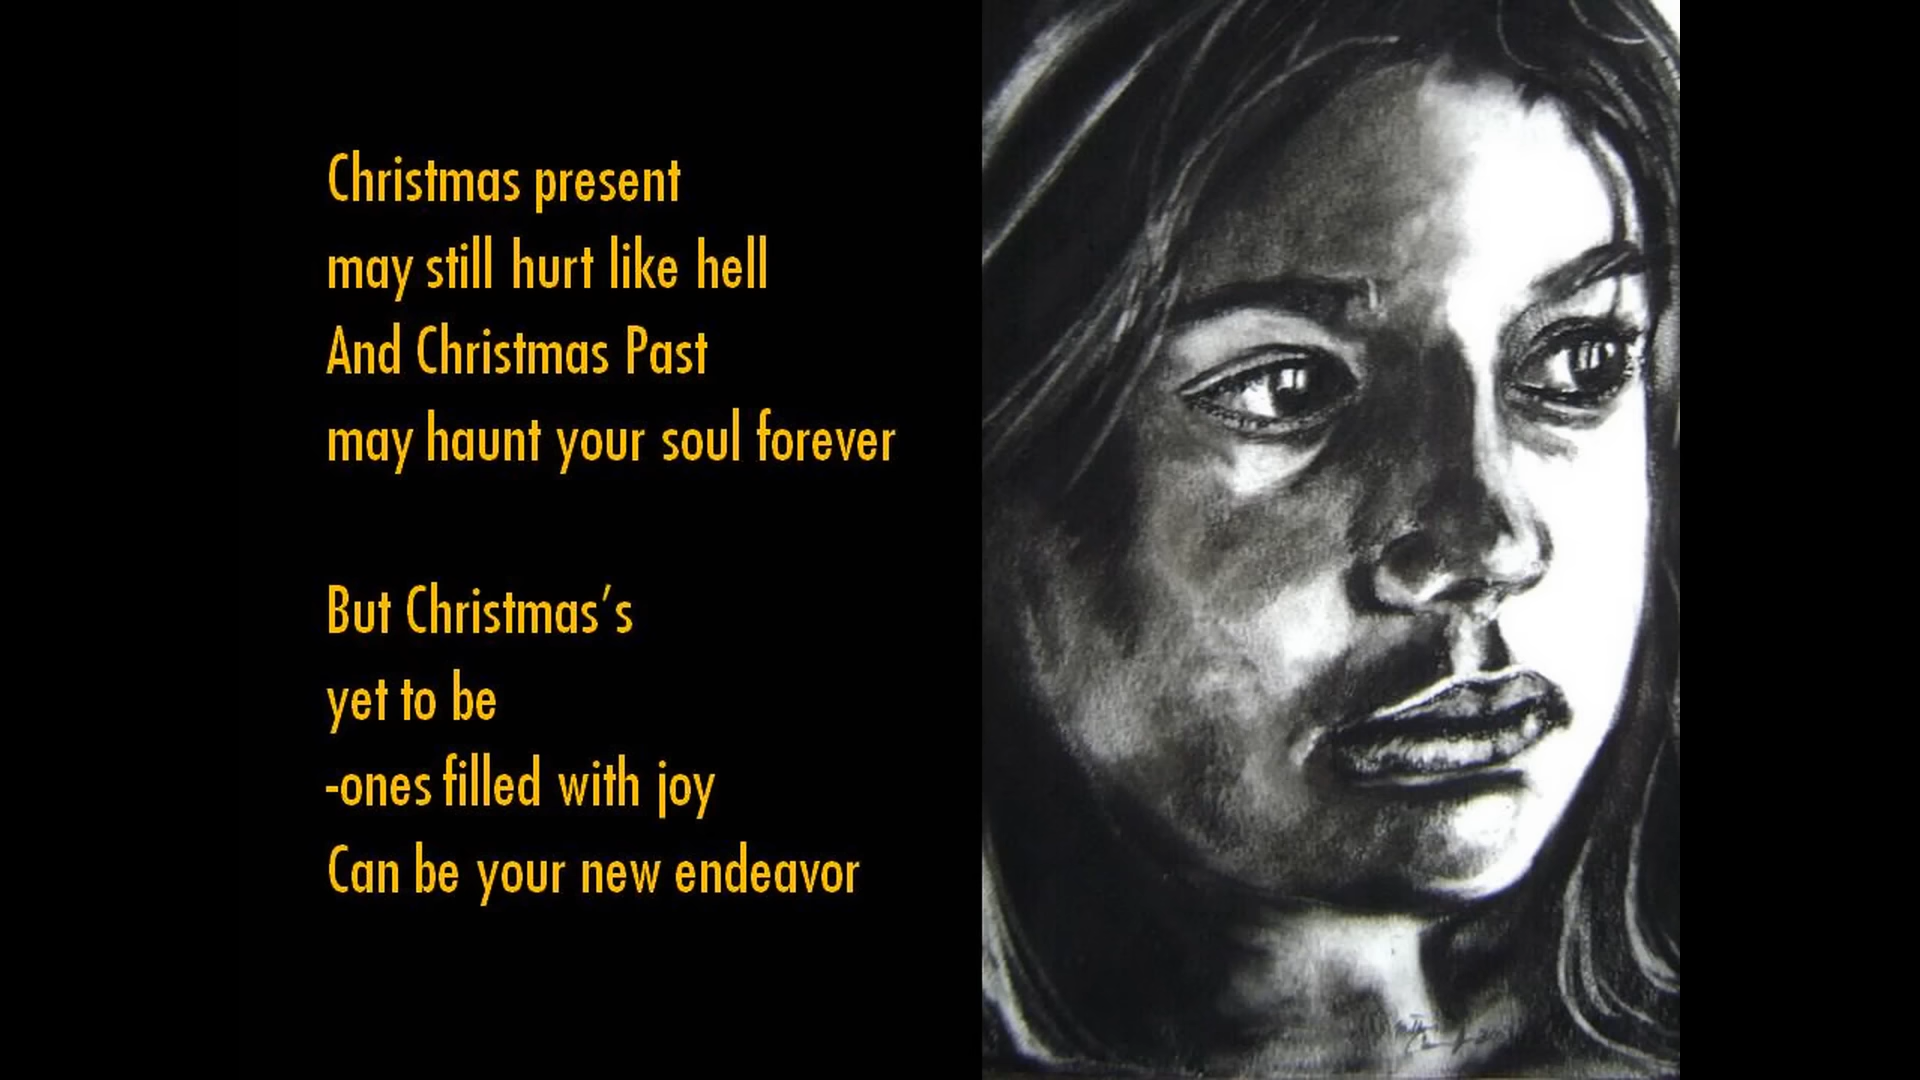 Christmas present
may still hurt like hell
And Christmas Past
may haunt your soul forever
But Christmas’s
yet to be
-ones filled with joy
Can be your new endeavor